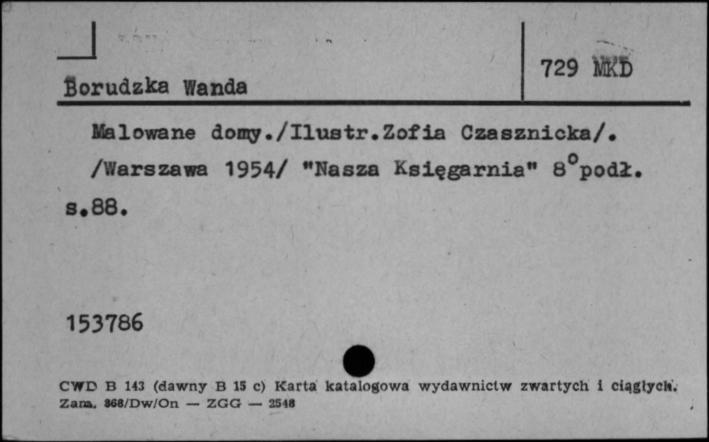 729 MKD
Borudzka Wanda
Malowane domy./Ilustr.Zofia Czasznicka/.
/Warszawa 1954/ "Nasza Księgarnia" 8°podł.
s.88.
153786
CWD B 143 (dawny B 15 c) Karta katalogowa wydawnictw zwartych i ciągłych.
Zam. 868/Dw/On — ZGG — 2548